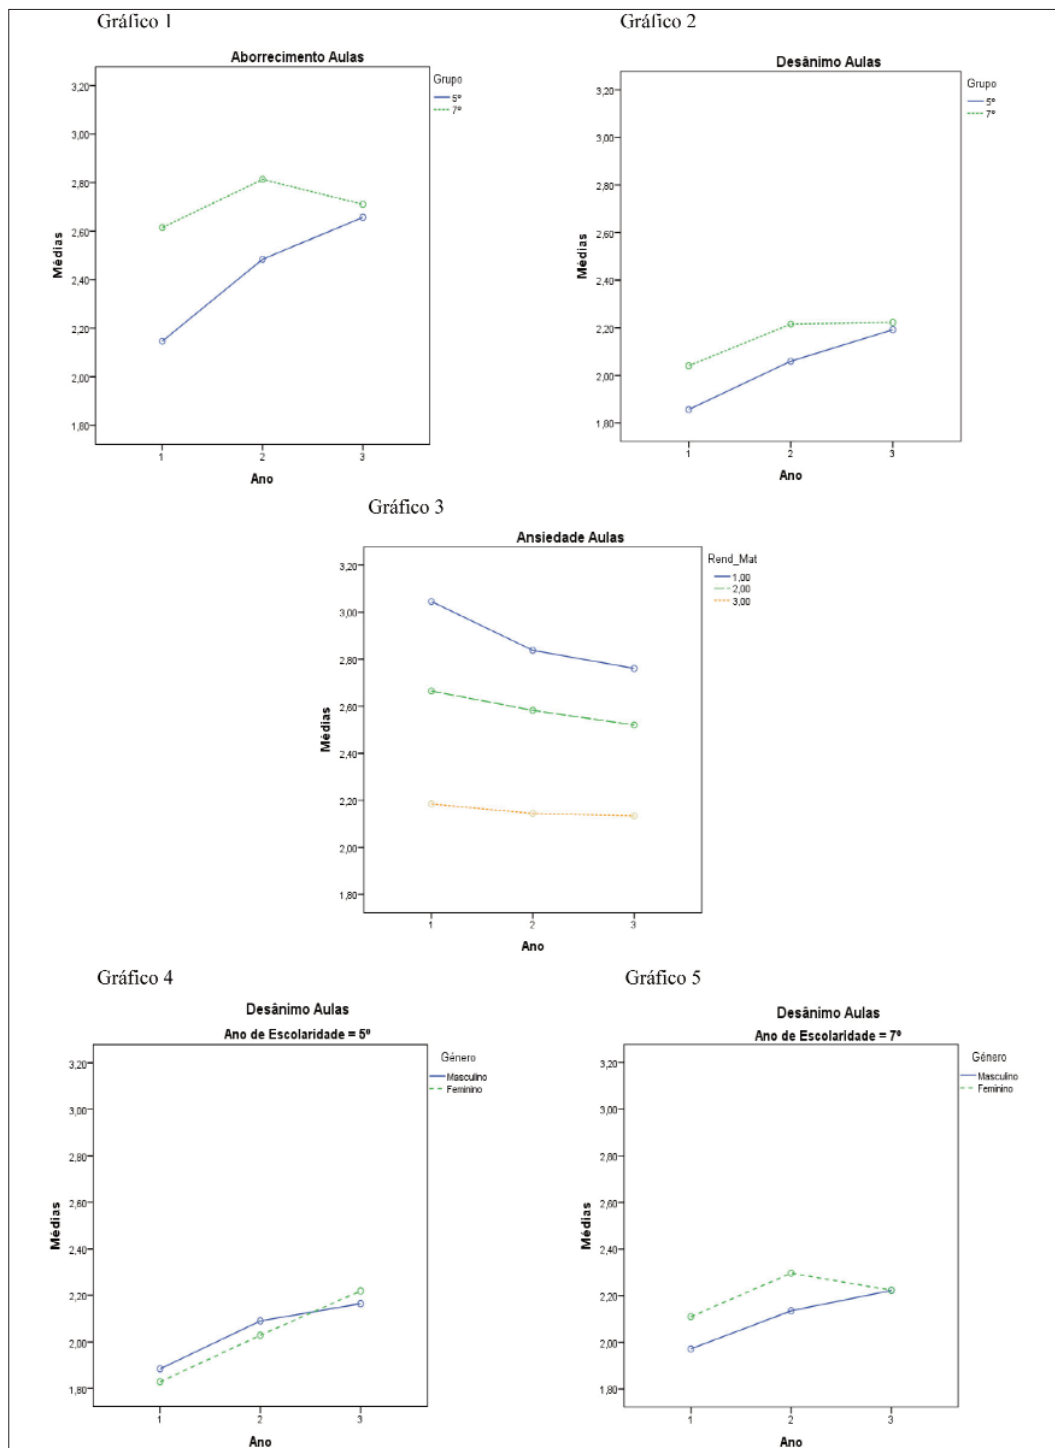 Gráfico 1
Aborrecimento Aulas
Grupo
5º
7º
3,20
3,00
2,80
2,60
2,40
2,20
2,00
1,80
Médias
1 2 3
Ano
Gráfico 2
Desânimo Aulas
Grupo
5º
7º
3,20
3,00
2,80
2,60
2,40
2,20
2,00
1,80
Médias
1 2 3
Ano
Gráfico 3
Ansiedade Aulas
Rend_Mat
1,00
2,00
3,00
3,20
3,00
2,80
2,60
2,40
2,20
2,00
1,80
Médias
1 2 3
Ano
Gráfico 4
Desânimo Aulas
Ano de Escolaridade = 5º
Género
Masculino
Feminino
3,20
3,00
2,80
2,60
2,40
2,20
2,00
1,80
Médias
1 2 3
Ano
Gráfico 5
Desânimo Aulas
Ano de Escolaridade = 7º
Género
Masculino
Feminino
3,20
3,00
2,80
2,60
2,40
2,20
2,00
1,80
Médias
1 2 3
Ano